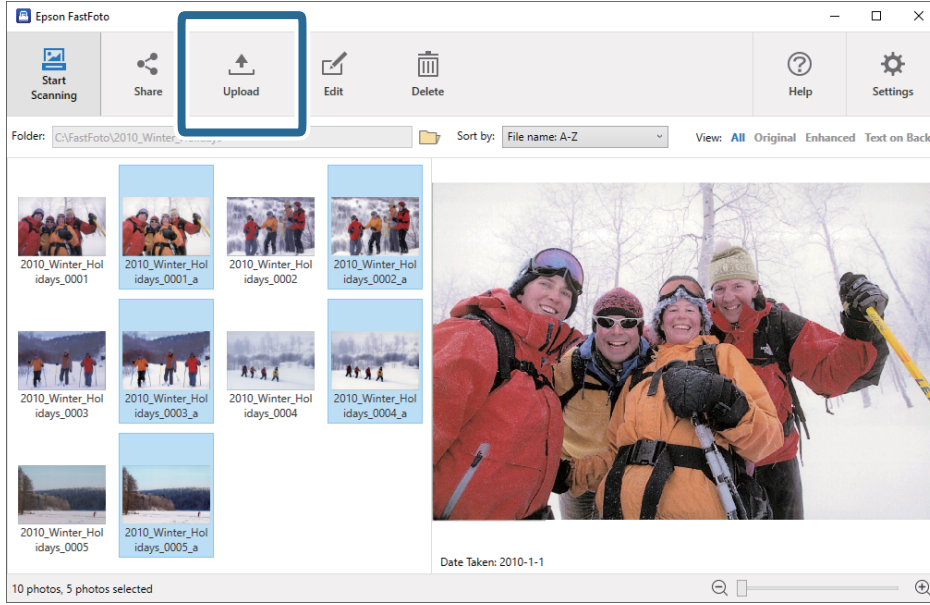 Epson FastFoto
Start
Scanning
Share
Upload
Edit
Delete
Help
Settings
Folder: C:\FastFoto\2010_Winter_Holidays
Sort by: File name: A-Z
View: All Original Enhanced Text on Back
2010_Winter_Hol
idays_0001
2010_Winter_Hol
idays_0001_a
2010_Winter_Hol
idays_0002
2010_Winter_Hol
idays_0002_a
2010_Winter_Hol
idays_0003
2010_Winter_Hol
idays_0003_a
2010_Winter_Hol
idays_0004
2010_Winter_Hol
idays_0004_a
2010_Winter_Hol
idays_0005
2010_Winter_Hol
idays_0005_a
Date Taken: 2010-1-1
10 photos, 5 photos selected